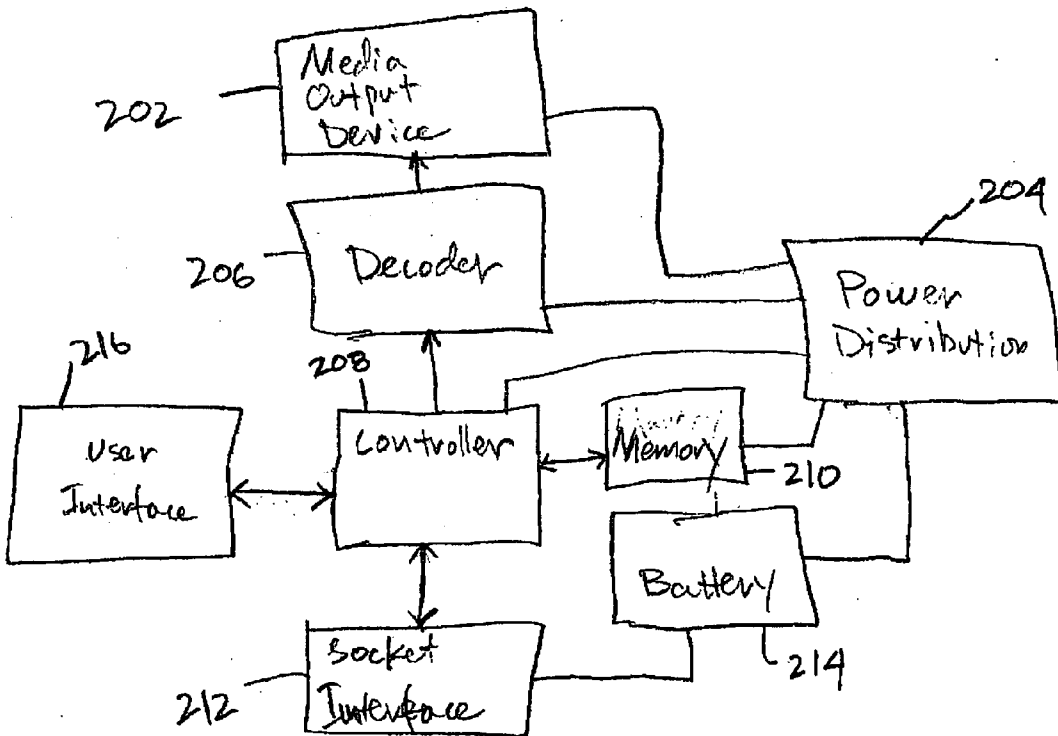 Media
Output
Device
202
204
Decoder
206
Power
Distribution
216
208
User
Interface
Controller
Memory
210
Battery
214
Socket
Interface
212